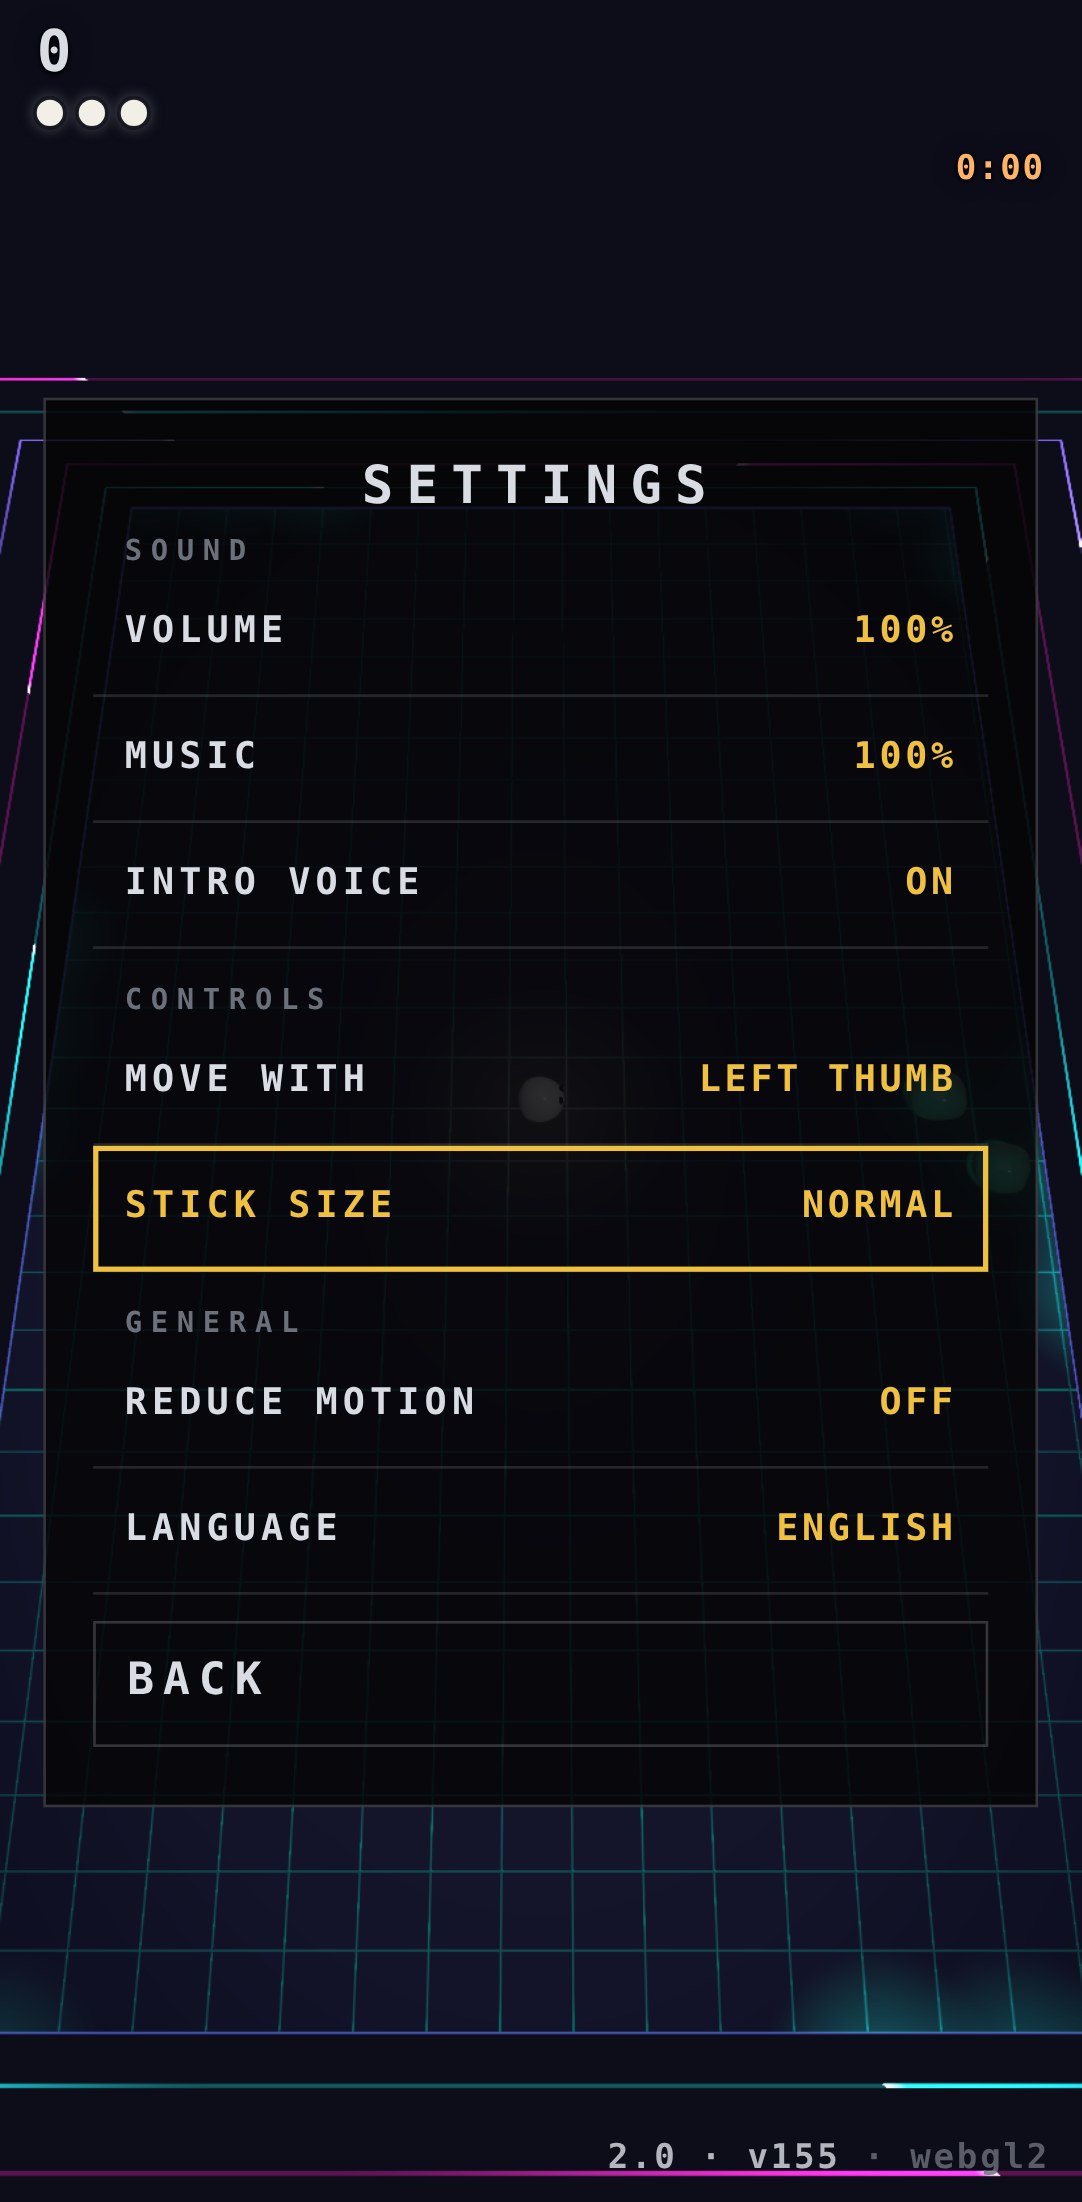 0
0:00
SETTINGS
SOUND
VOLUME 100%
MUSIC 100%
INTRO VOICE ON
CONTROLS
MOVE WITH LEFT THUMB
STICK SIZE NORMAL
GENERAL
REDUCE MOTION OFF
LANGUAGE ENGLISH
BACK
2.0 · v155 · webgl2